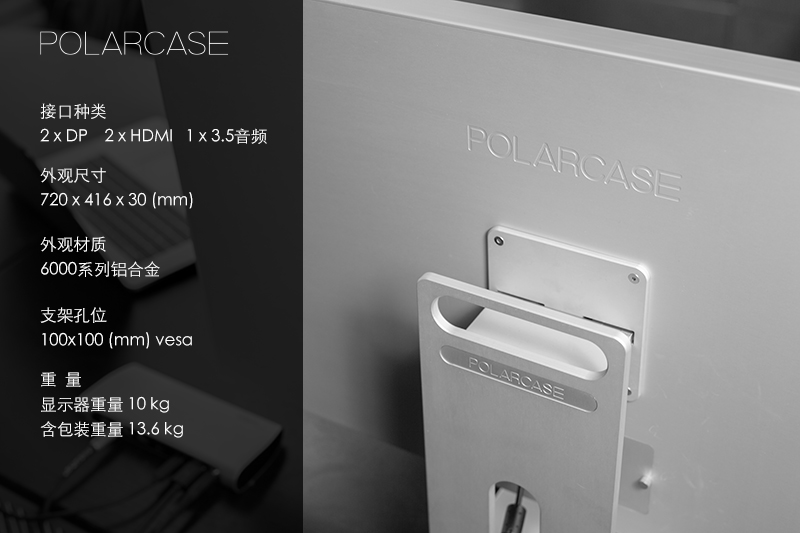 POLARCASE
接口种类
2 x DP 2 x HDMI 1 x 3.5音频
外观尺寸
720 x 416 x 30 (mm)
外观材质
6000系列铝合金
支架孔位
100x100 (mm) vesa
重 量
显示器重量 10 kg
含包装重量 13.6 kg
POLARCASE
POLARCASE